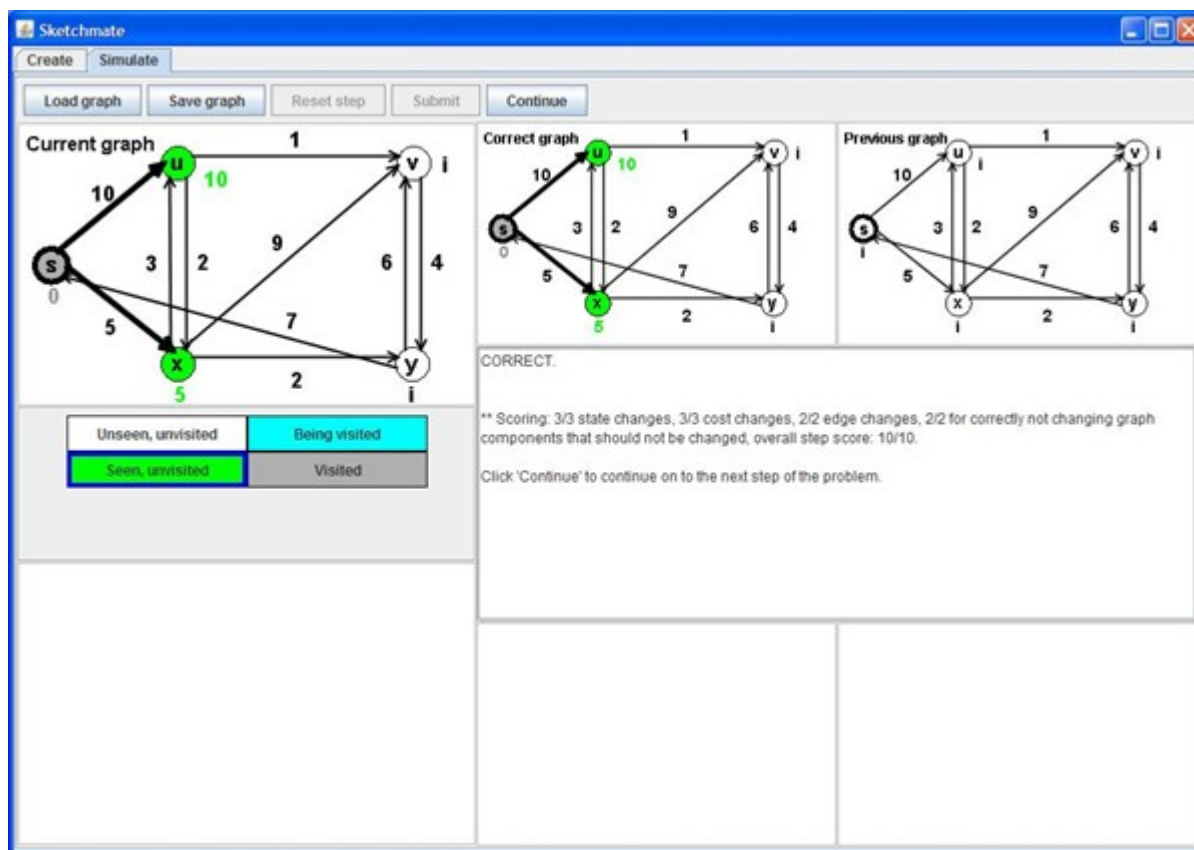 Sketchmate
Create Simulate
Load graph Save graph Reset step Submit Continue
Current graph
u
10
1
v
i
10
s
0
3
2
9
6
4
5
7
x
5
2
y
i
Correct graph
u
10
1
v
i
10
s
0
3
2
9
6
4
5
7
x
5
2
y
i
Previous graph
u
i
1
v
i
10
s
i
3
2
9
6
4
5
7
x
i
2
y
i
Unseen, unvisited Being visited
Seen, unvisited Visited
CORRECT.
** Scoring: 3/3 state changes, 3/3 cost changes, 2/2 edge changes, 2/2 for correctly not changing graph
components that should not be changed, overall step score: 10/10.
Click 'Continue' to continue on to the next step of the problem.